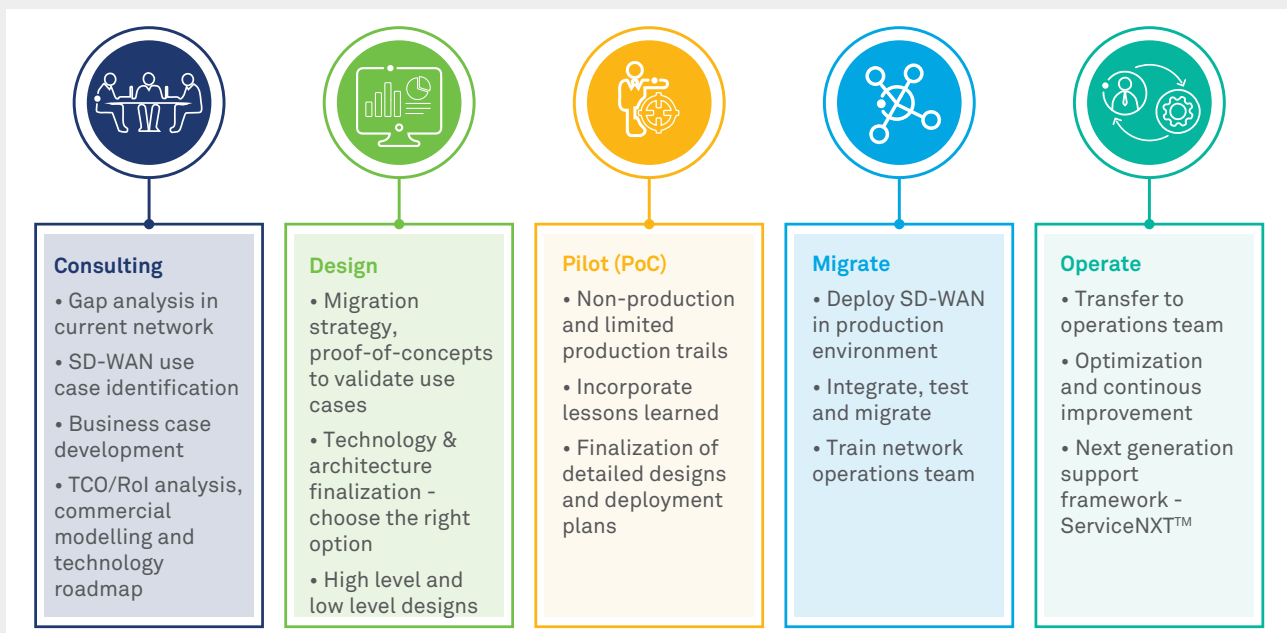 Consulting
• Gap analysis in
current network
• SD-WAN use
case identification
• Business case
development
• TCO/RoI analysis,
commercial
modelling and
technology
roadmap
Design
• Migration
strategy,
proof-of-concepts
to validate use
cases
• Technology &
architecture
finalization -
choose the right
option
• High level and
low level designs
Pilot (PoC)
• Non-production
and limited
production trails
• Incorporate
lessons learned
• Finalization of
detailed designs
and deployment
plans
Migrate
• Deploy SD-WAN
in production
environment
• Integrate, test
and migrate
• Train network
operations team
Operate
• Transfer to
operations team
• Optimization
and continous
improvement
• Next generation
support
framework -
ServiceNXT™